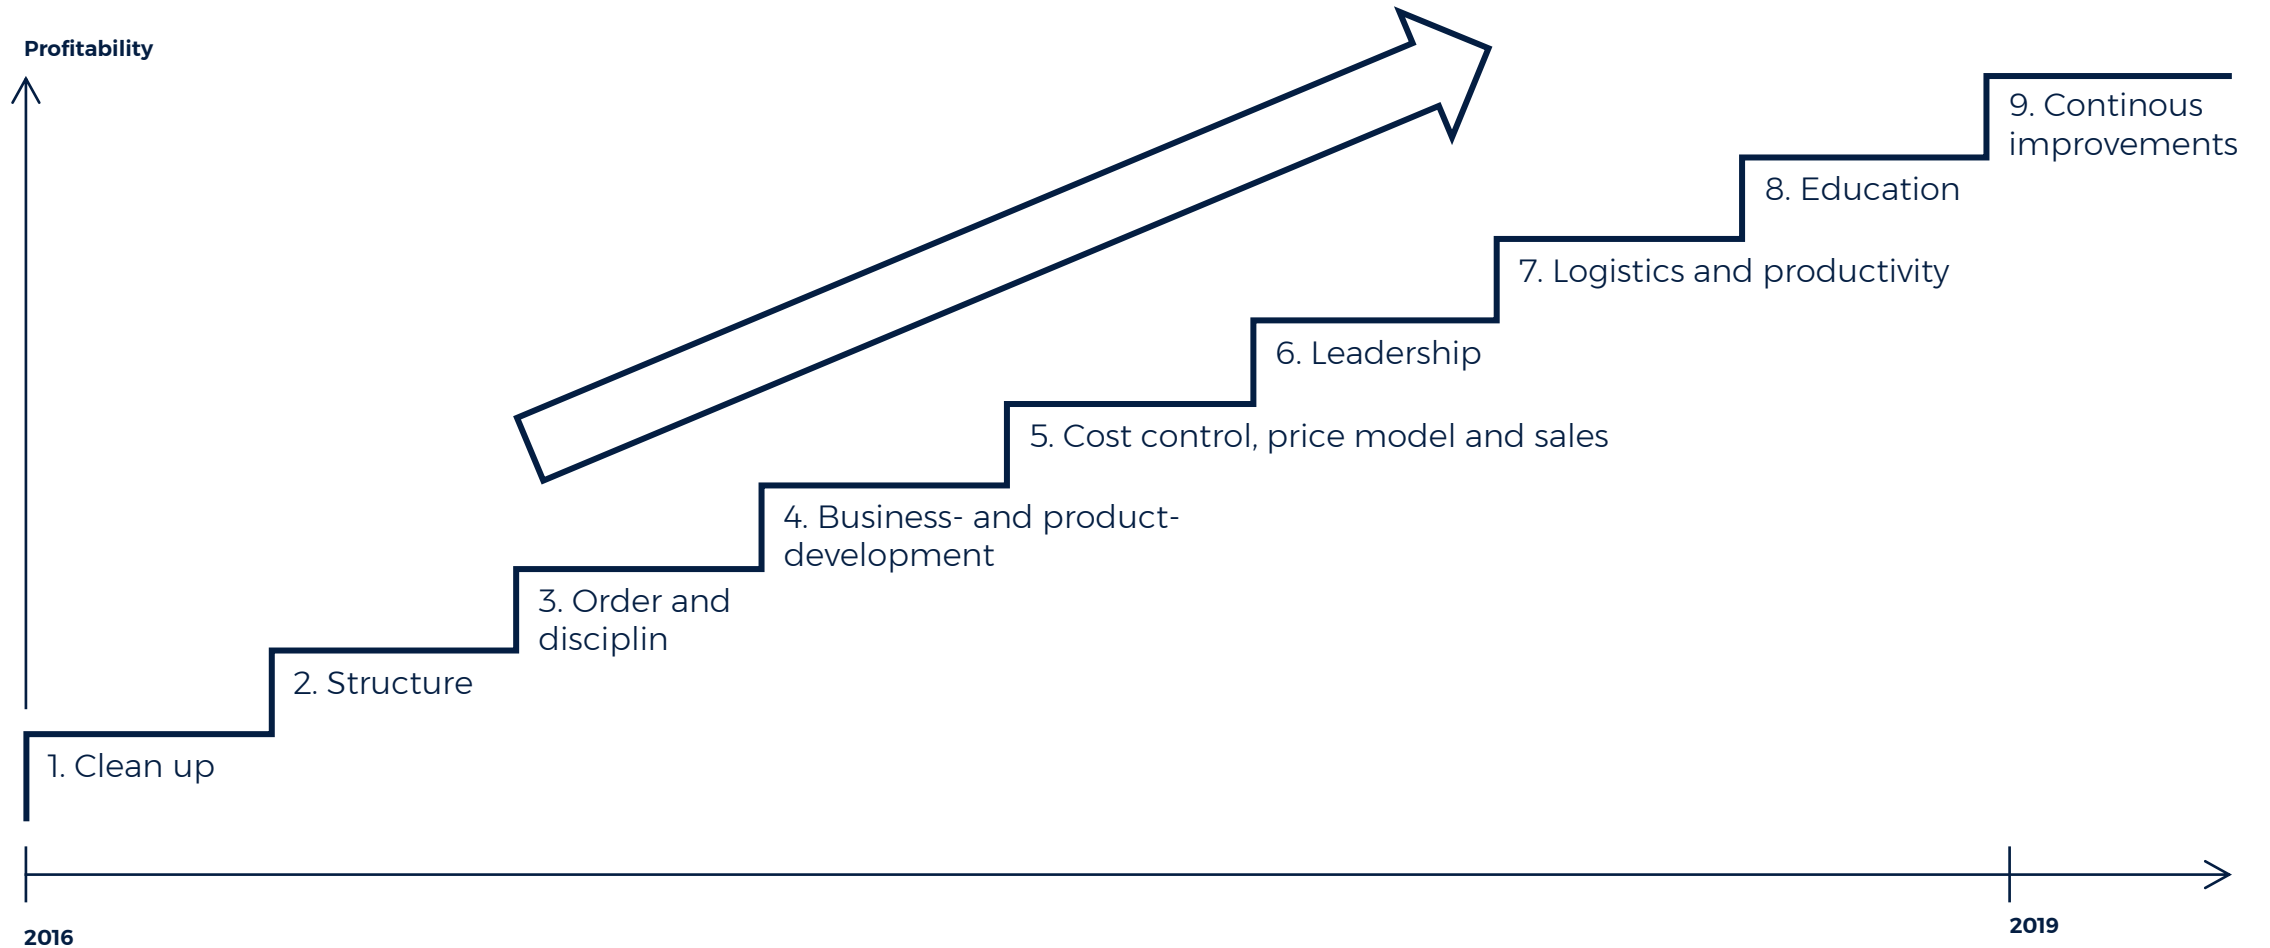 Profitability
9. Continous
improvements
8. Education
7. Logistics and productivity
6. Leadership
5. Cost control, price model and sales
4. Business- and product-
development
3. Order and
disciplin
2. Structure
1. Clean up
2016
2019